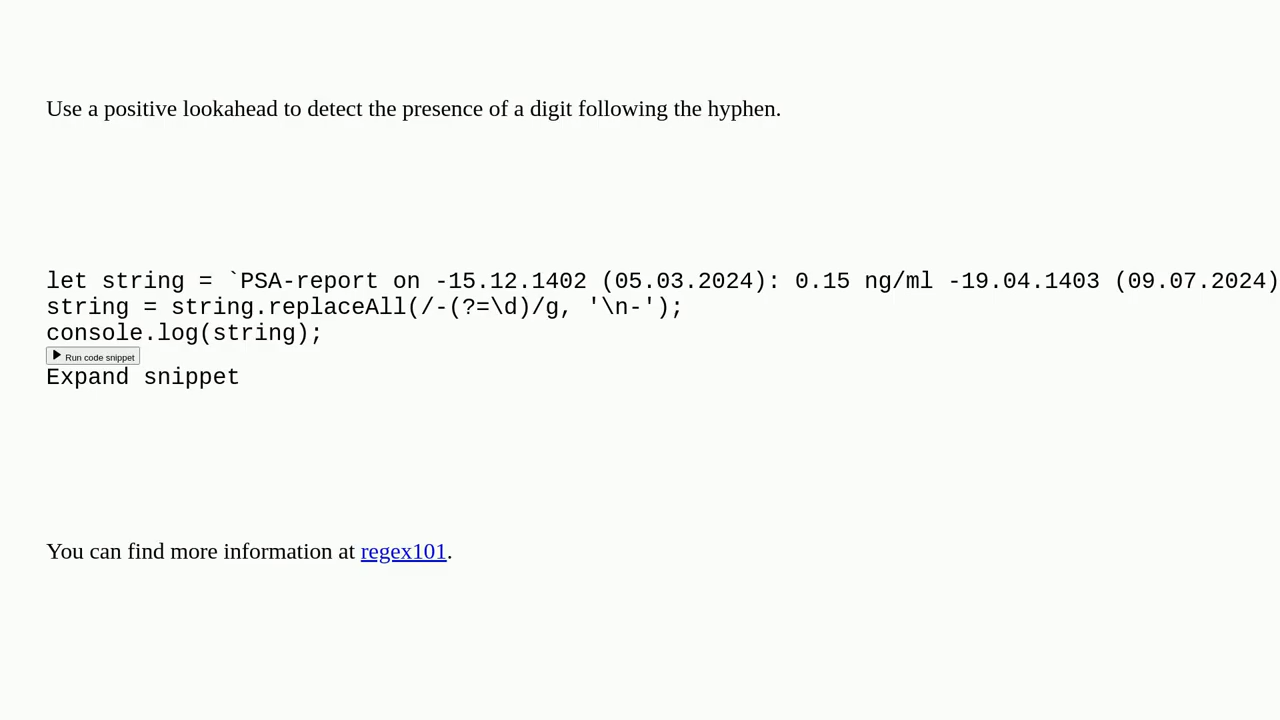 Use a positive lookahead to detect the presence of a digit following the hyphen.
let string = `PSA-report on -15.12.1402 (05.03.2024): 0.15 ng/ml -19.04.1403 (09.07.2024)
string = string.replaceAll(/-(?=\d)/g, '\n-');
console.log(string);
Run code snippet
Expand snippet
You can find more information at regex101.